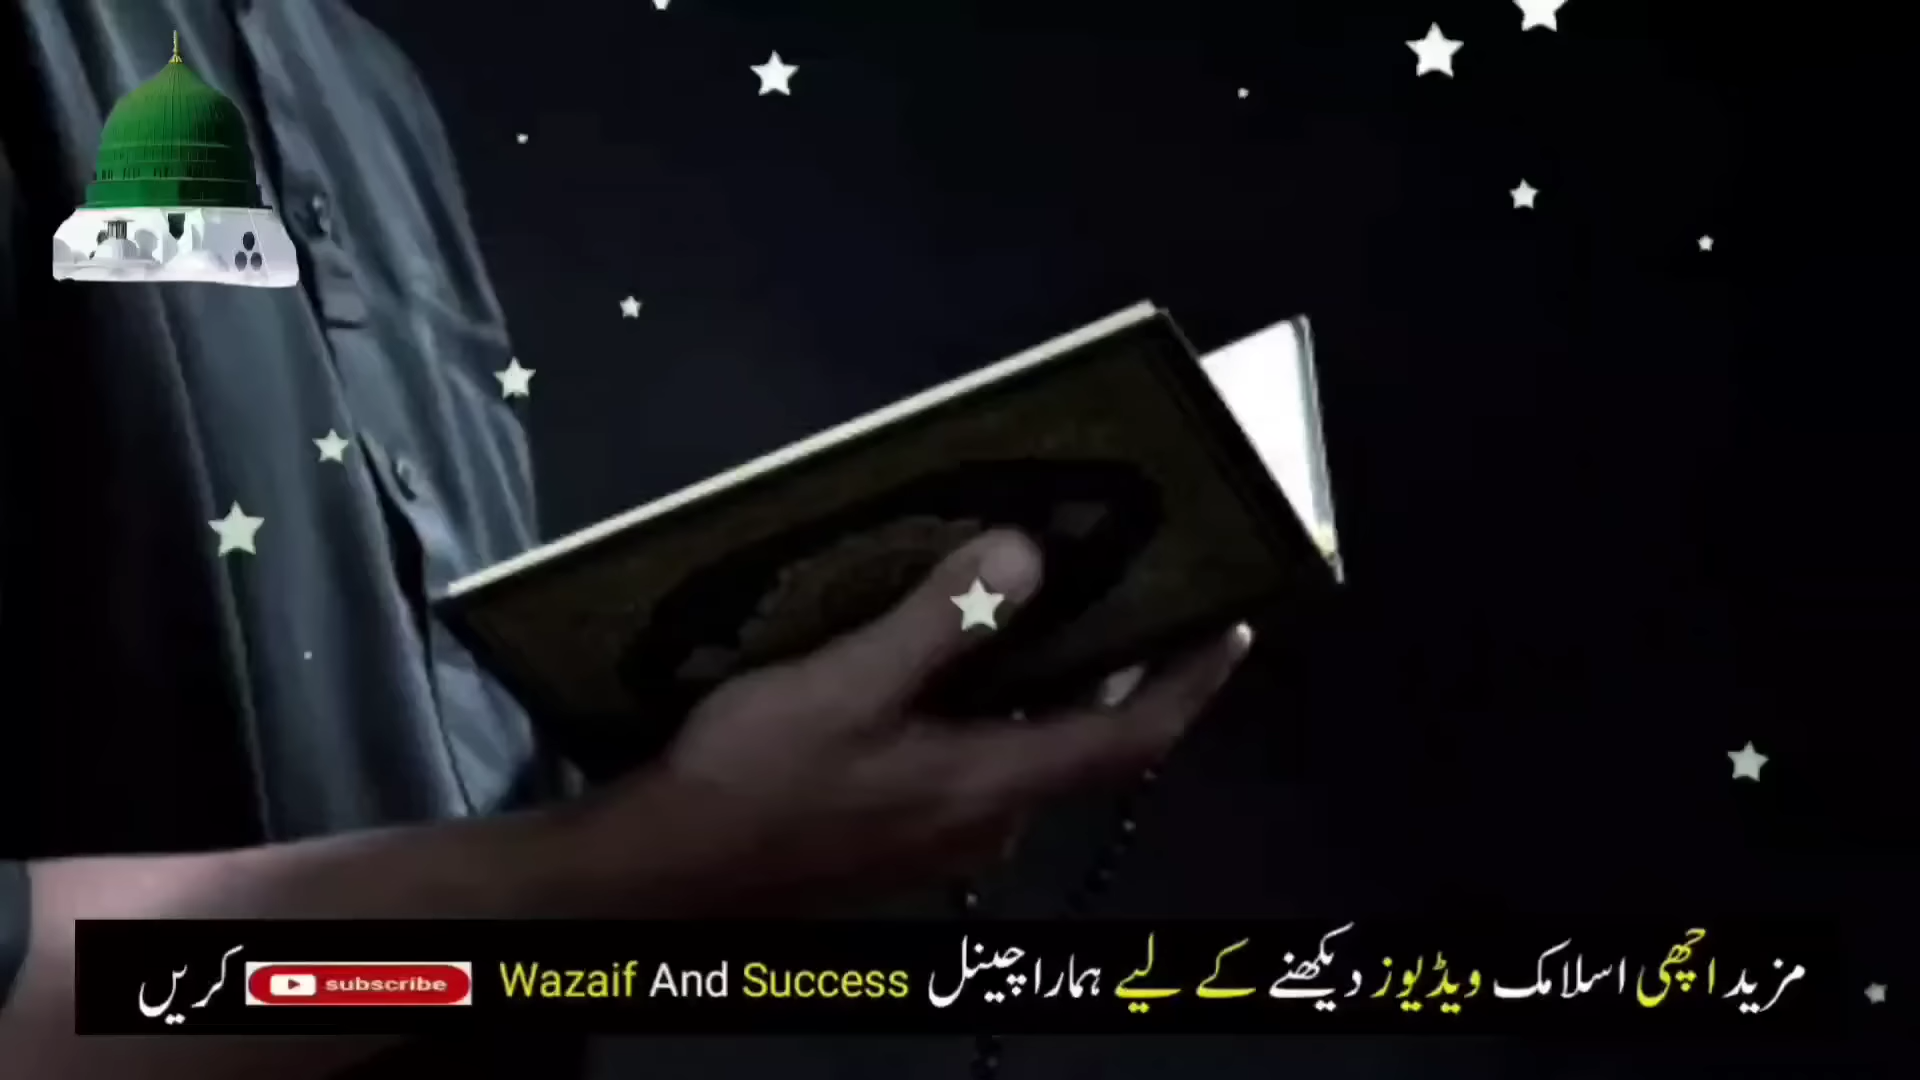 مزید اچھی اسلامک ویڈیوز دیکھنے کے لیے ہمارا چینل Wazaif And Success subscribe کریں